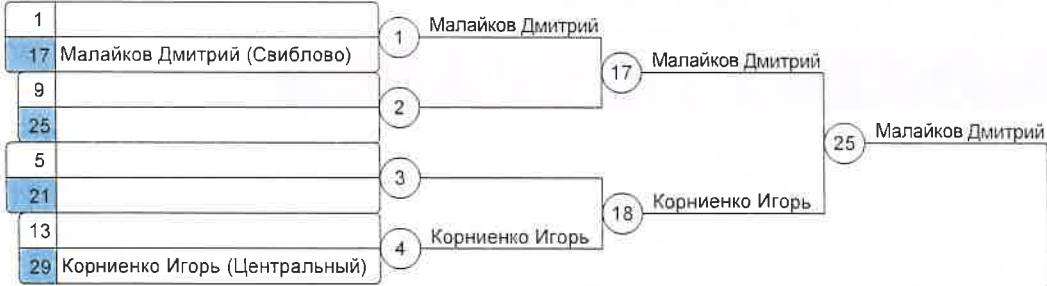 1
17 Малайков Дмитрий (Свиблово)
9
25
5
21
13
29 Корниенко Игорь (Центральный)
1 Малайков Дмитрий
2
3
4 Корниенко Игорь
17 Малайков Дмитрий
18 Корниенко Игорь
25 Малайков Дмитрий